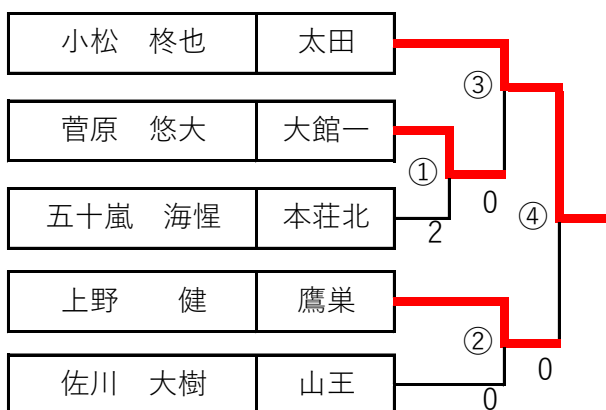 小松　柊也 太田
③
菅原　悠大 大館一
①
0
五十嵐　海惺 本荘北
2
④
上野　　健 鷹巣
②
0
佐川　大樹 山王
0